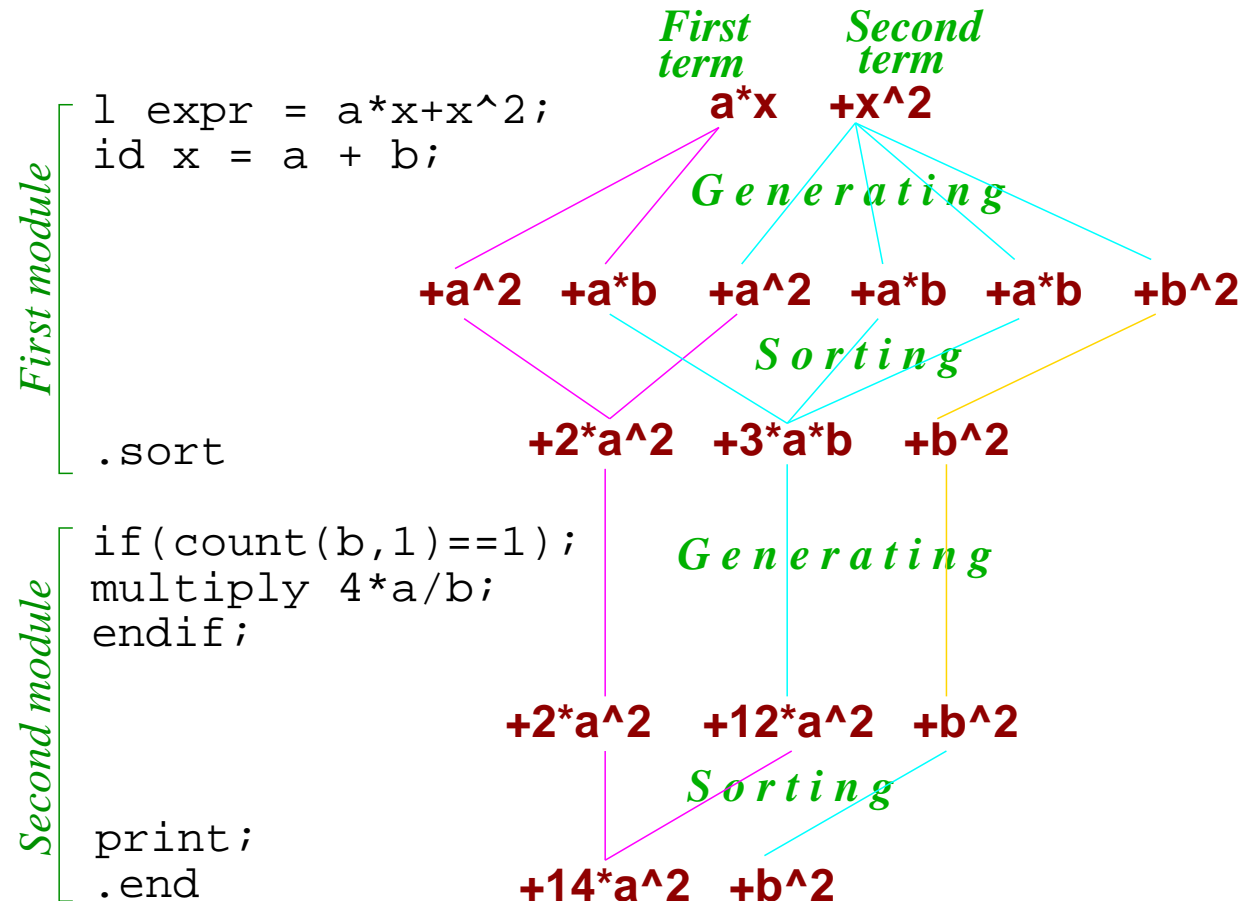 First Second
term term
l expr = a*x+x^2; a*x +x^2
id x = a + b;
Generating
First module
+a^2 +a*b +a^2 +a*b +a*b +b^2
Sorting
.sort +2*a^2 +3*a*b +b^2
if(count(b,1)==1); Generating
multiply 4*a/b;
endif;
Second module
+2*a^2 +12*a^2 +b^2
Sorting
print;
.end +14*a^2 +b^2